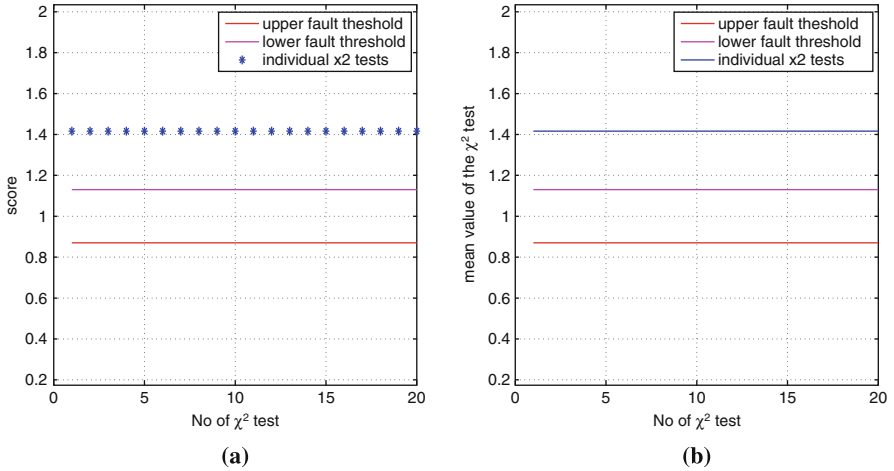 2
1.8
1.6
1.4
1.2
1
0.8
0.6
0.4
0.2
score
upper fault theshold
lower fault threshold
individual x2 tests
0
5
10
15
20
No of χ² test
(a)
2
1.8
1.6
1.4
1.2
1
0.8
0.6
0.4
0.2
mean value of the χ² test
upper fault threshold
lower fault threshold
individual x2 tests
0
5
10
15
20
No of χ² test
(b)